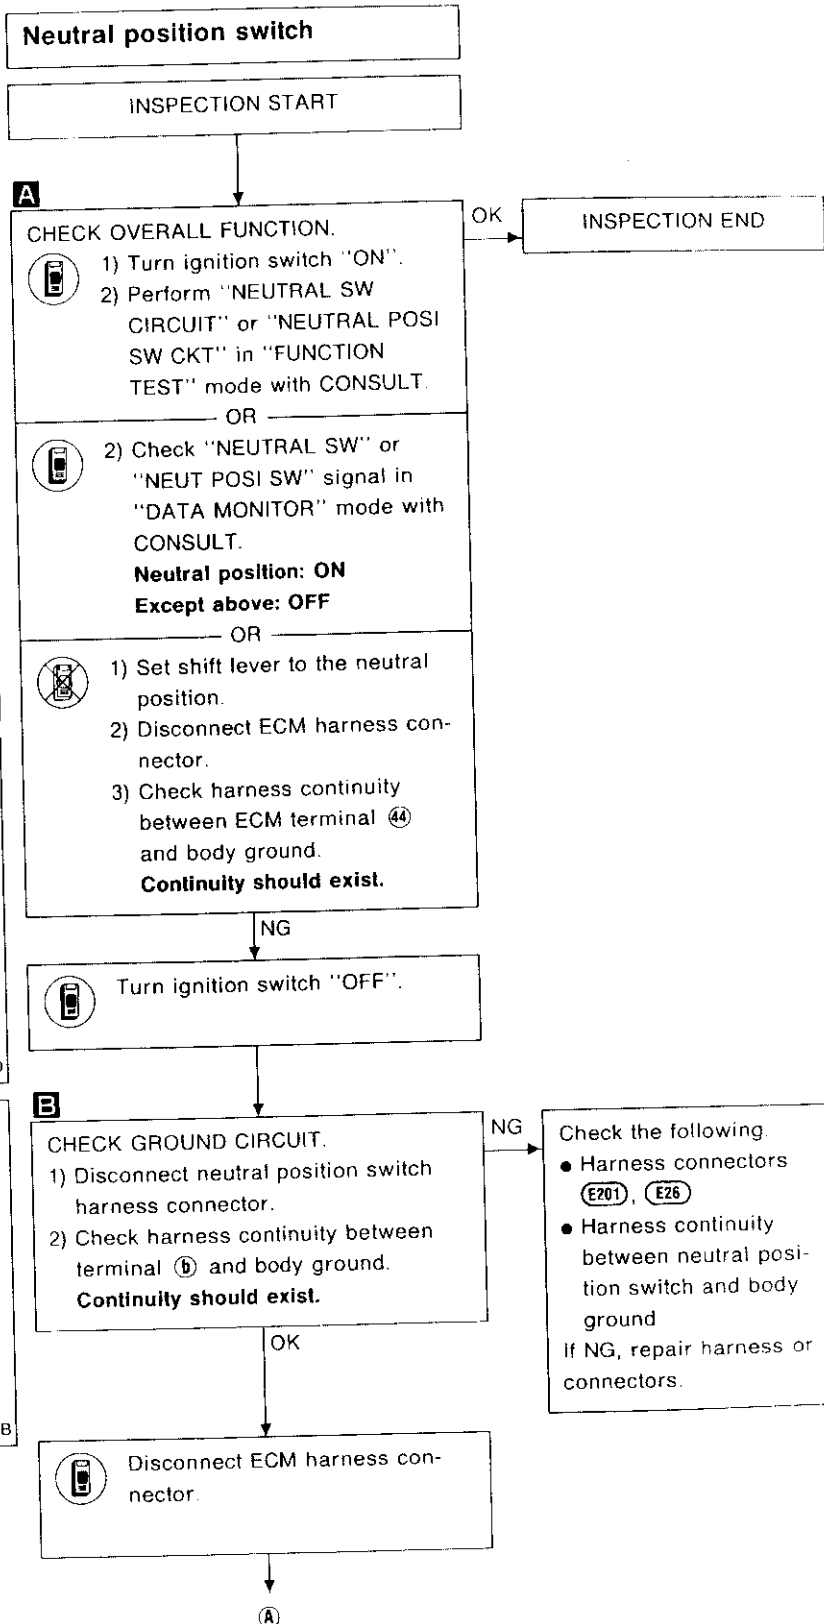 Neutral position switch
INSPECTION START
A
CHECK OVERALL FUNCTION.
1) Turn ignition switch "ON".
2) Perform "NEUTRAL SW
CIRCUIT" or "NEUTRAL POSI
SW CKT" in "FUNCTION
TEST" mode with CONSULT.
OR
2) Check "NEUTRAL SW" or
"NEUT POSI SW" signal in
"DATA MONITOR" mode with
CONSULT.
Neutral position: ON
Except above: OFF
OR
1) Set shift lever to the neutral
position.
2) Disconnect ECM harness con-
nector.
3) Check harness continuity
between ECM terminal 44
and body ground.
Continuity should exist.
OK
INSPECTION END
NG
Turn ignition switch "OFF".
B
CHECK GROUND CIRCUIT.
1) Disconnect neutral position switch
harness connector.
2) Check harness continuity between
terminal b and body ground.
Continuity should exist.
NG
Check the following.
● Harness connectors
E201, E26
● Harness continuity
between neutral posi-
tion switch and body
ground
If NG, repair harness or
connectors.
OK
Disconnect ECM harness con-
nector.
A
B